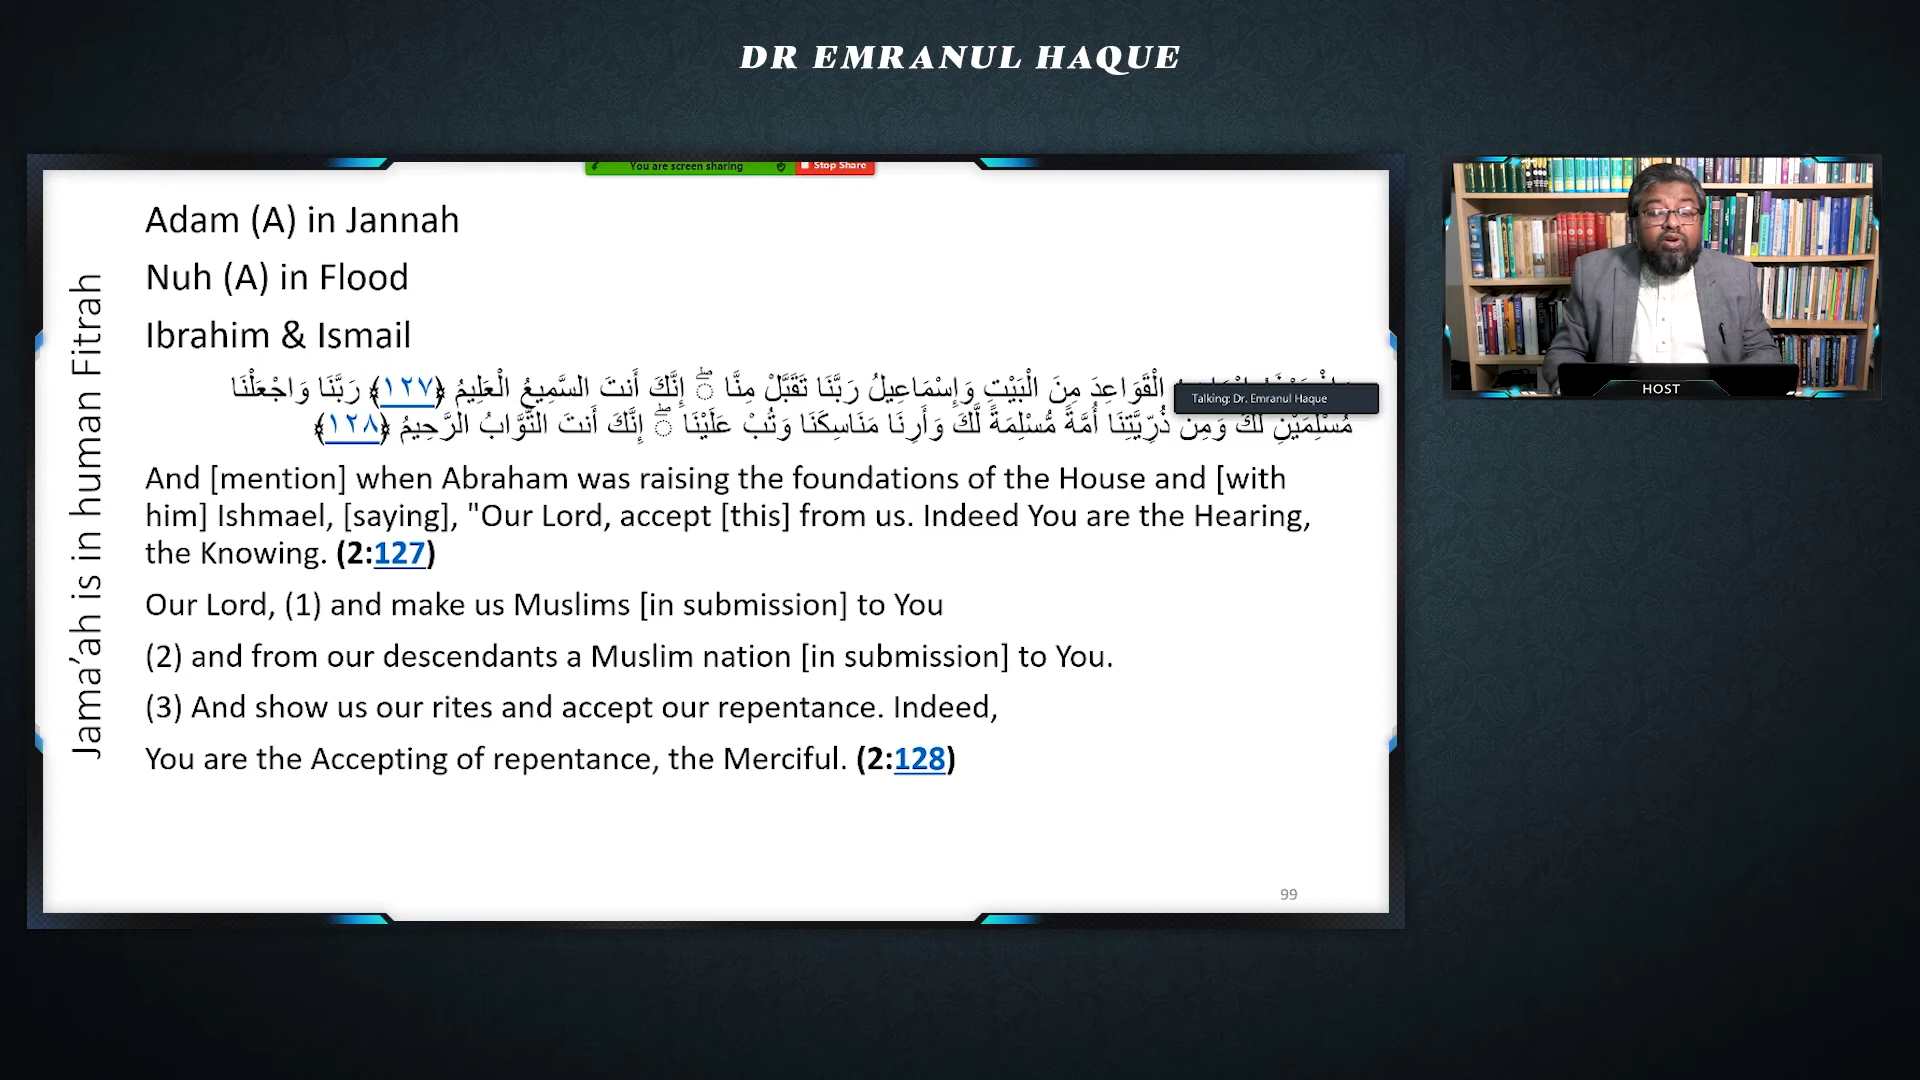 DR EMRANUL HAQUE
You are screen sharing
Stop Share
Jama’ah is in human Fitrah
Adam (A) in Jannah
Nuh (A) in Flood
Ibrahim & Ismail
الْقَوَاعِدَ مِنَ الْبَيْتِ وَإِسْمَاعِيلُ رَبَّنَا تَقَبَّلْ مِنَّا ۖ إِنَّكَ أَنتَ السَّمِيعُ الْعَلِيمُ ﴿١٢٧﴾ رَبَّنَا وَاجْعَلْنَا
مُسْلِمَيْنِ لَكَ وَمِن ذُرِّيَّتِنَا أُمَّةً مُّسْلِمَةً لَّكَ وَأَرِنَا مَنَاسِكَنَا وَتُبْ عَلَيْنَا ۖ إِنَّكَ أَنتَ التَّوَّابُ الرَّحِيمُ ﴿١٢٨﴾
Talking: Dr. Emranul Haque
And [mention] when Abraham was raising the foundations of the House and [with
him] Ishmael, [saying], "Our Lord, accept [this] from us. Indeed You are the Hearing,
the Knowing. (2:127)
Our Lord, (1) and make us Muslims [in submission] to You
(2) and from our descendants a Muslim nation [in submission] to You.
(3) And show us our rites and accept our repentance. Indeed,
You are the Accepting of repentance, the Merciful. (2:128)
99
HOST